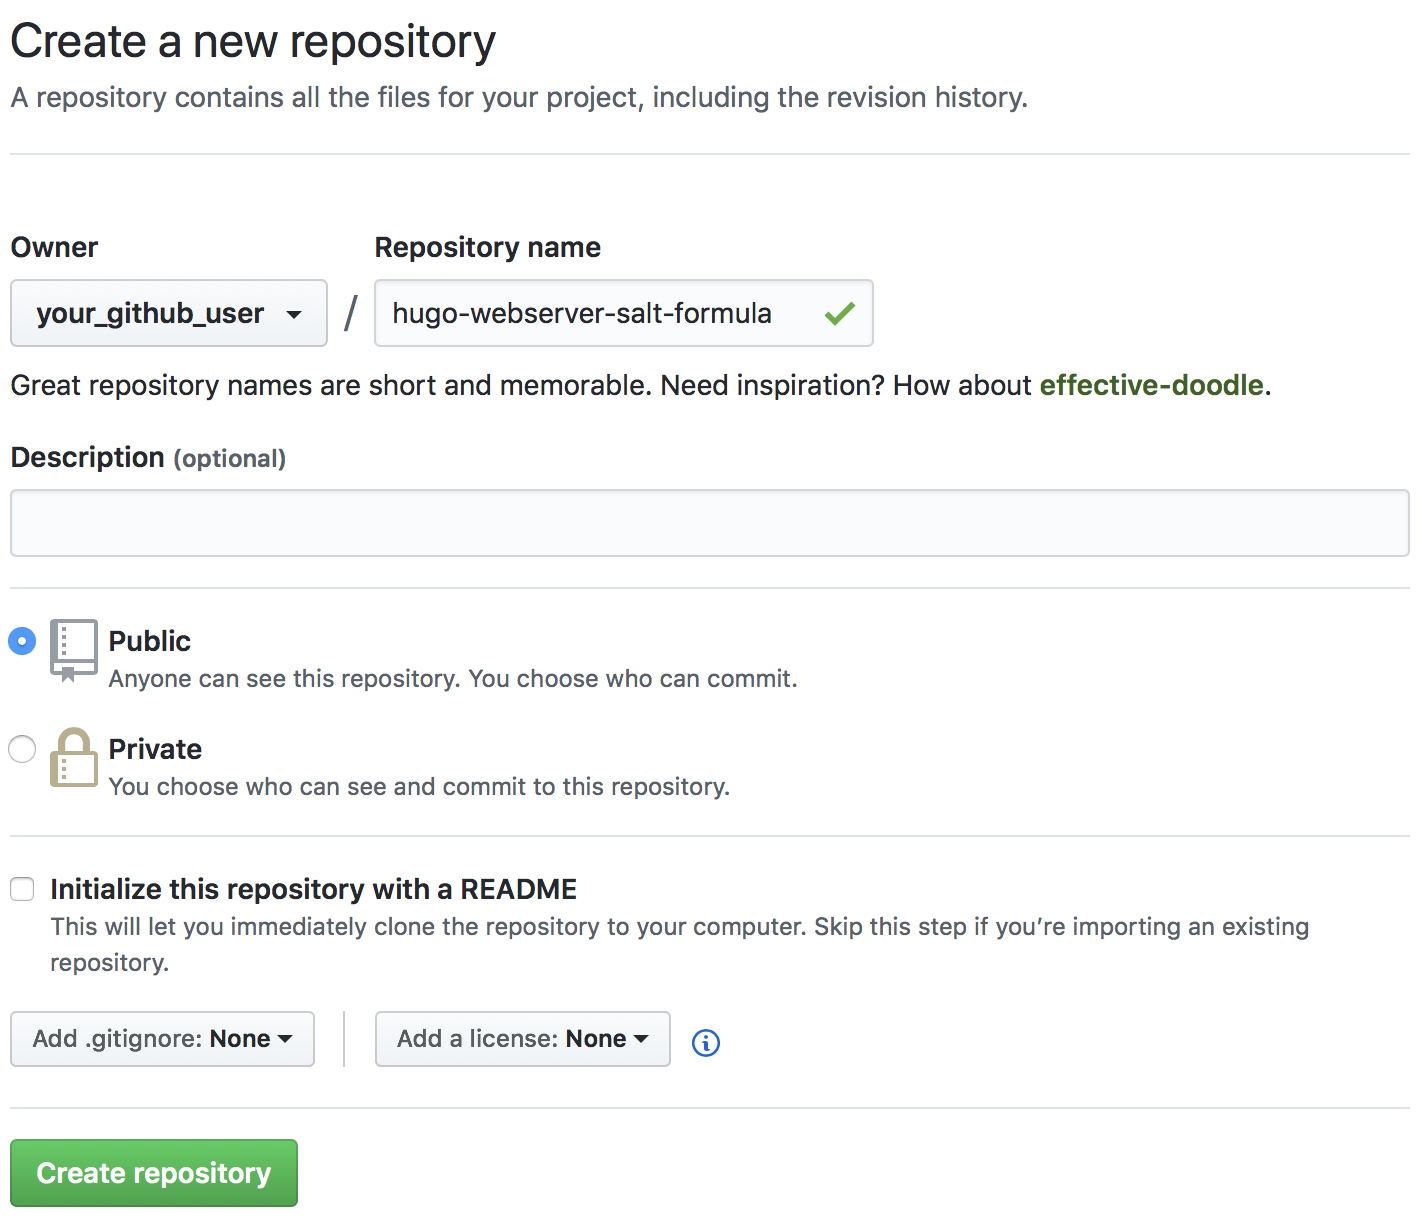 Create a new repository
A repository contains all the files for your project, including the revision history.
Owner
Repository name
your_github_user / hugo-webserver-salt-formula
Great repository names are short and memorable. Need inspiration? How about effective-doodle.
Description (optional)
Public
Anyone can see this repository. You choose who can commit.
Private
You choose who can see and commit to this repository.
Initialize this repository with a README
This will let you immediately clone the repository to your computer. Skip this step if you’re importing an existing
repository.
Add .gitignore: None
Add a license: None
Create repository